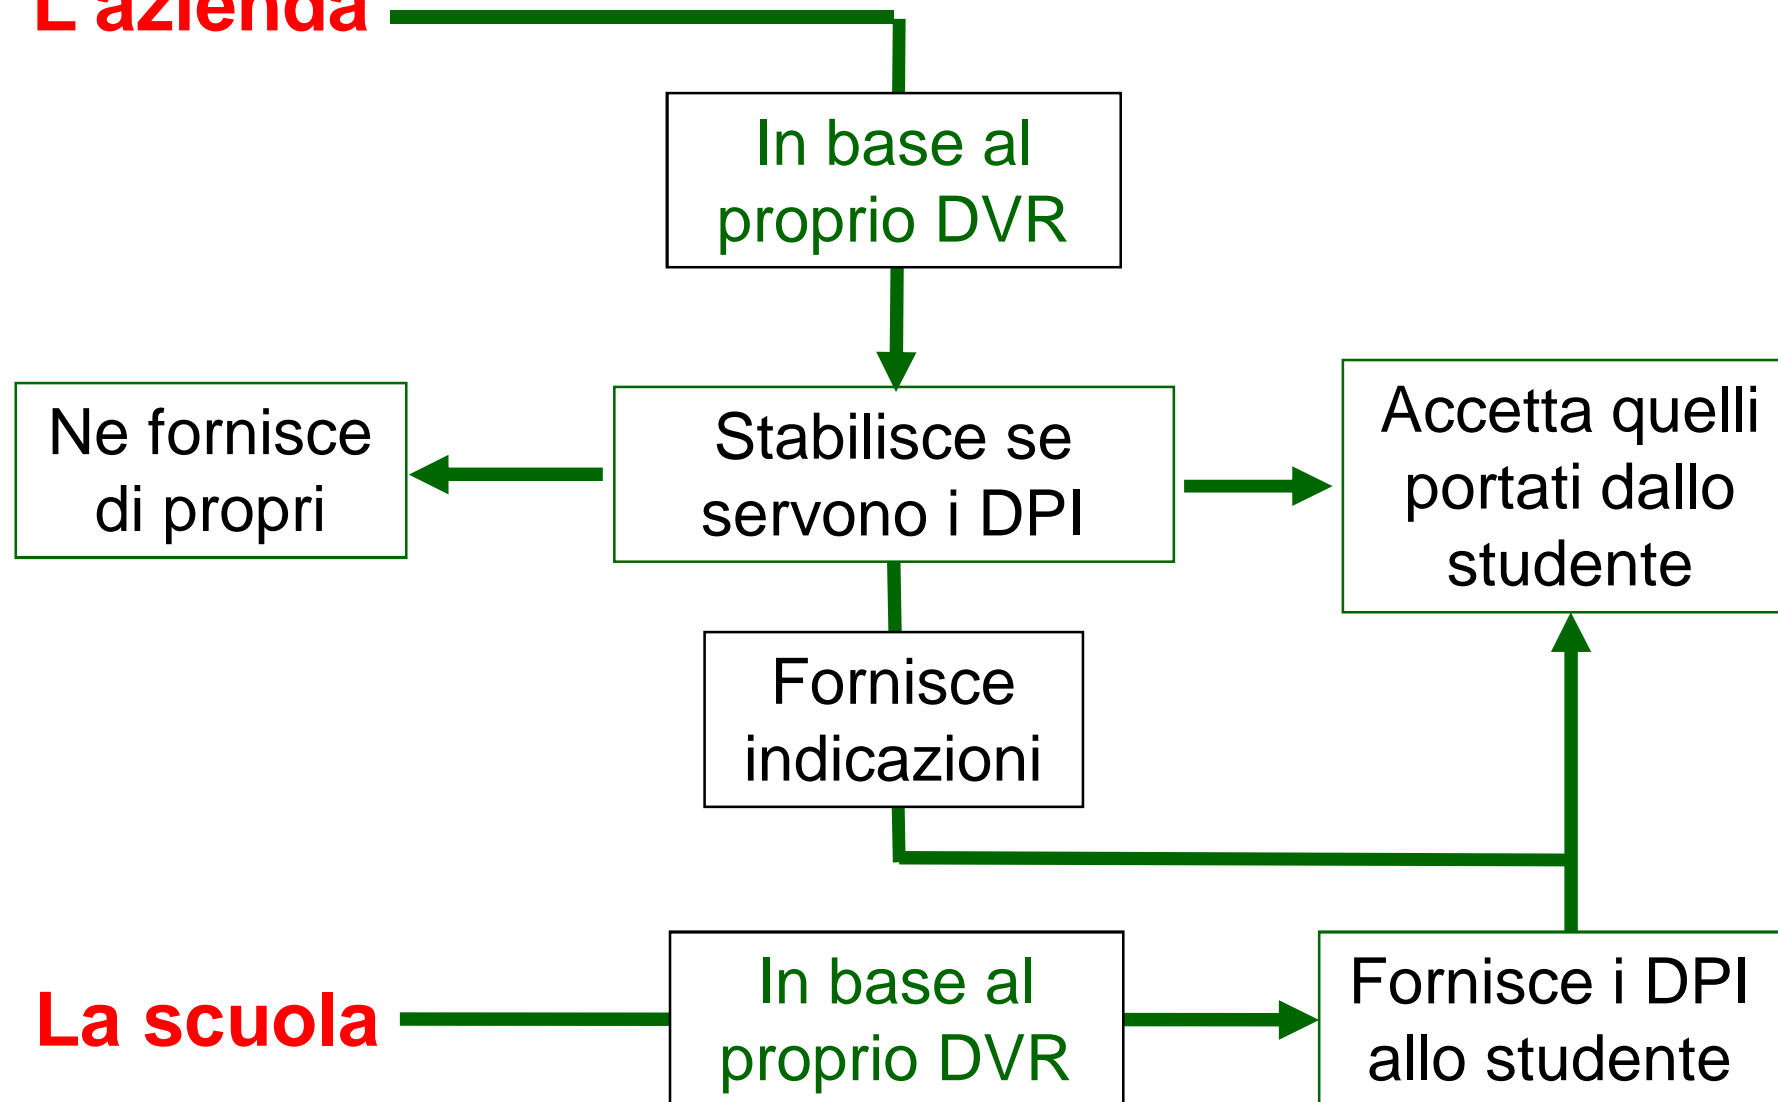 L'azienda
In base al
proprio DVR
Ne fornisce
di propri
Stabilisce se
servono i DPI
Accetta quelli
portati dallo
studente
Fornisce
indicazioni
La scuola
In base al
proprio DVR
Fornisce i DPI
allo studente